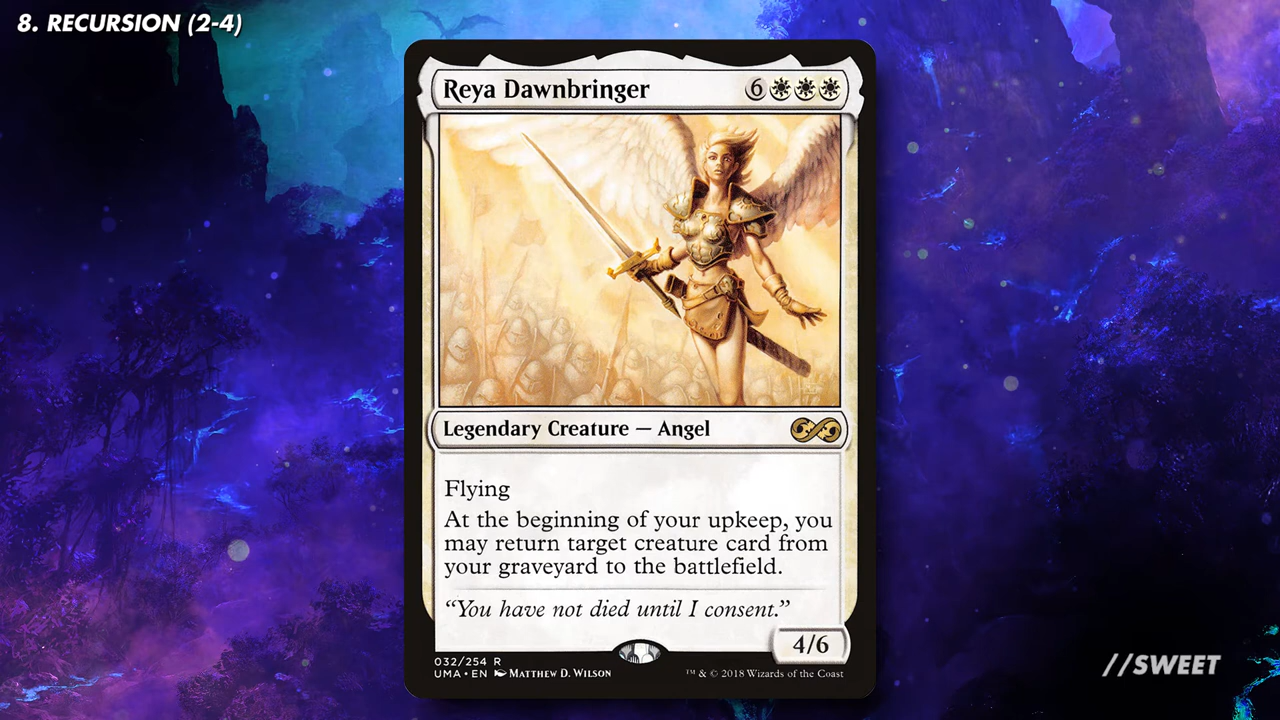 8. RECURSION (2-4)
Reya Dawnbringer 6
Legendary Creature — Angel
Flying
At the beginning of your upkeep, you
may return target creature card from
your graveyard to the battlefield.
“You have not died until I consent.”
4/6
032/254 R
UMA • EN Matthew D. Wilson
™ & © 2018 Wizards of the Coast
//SWEET